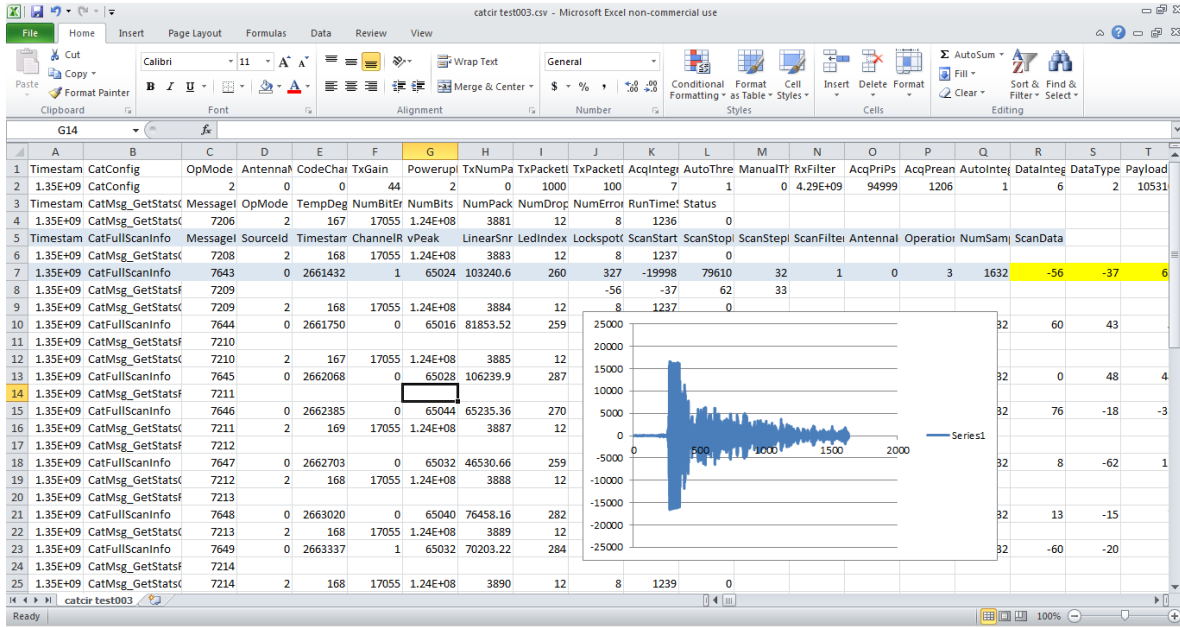 catcir test003.csv - Microsoft Excel non-commercial use
File Home Insert Page Layout Formulas Data Review View
Cut Calibri 11 Wrap Text General AutoSum
Paste Copy Conditional Format Cell Insert Delete Format Fill Sort & Find &
Format Painter B I U Merge & Center $ % , Formatting as Table Styles Clear Filter Select
Clipboard Font Alignment Number Styles Cells Editing
G14 fx
A B C D E F G H I J K L M N O P Q R S T
1 Timestam CatConfig OpMode AntennaM CodeChar TxGain Powerupl TxNumPa TxPacketl TxPacketl AcqInteg AutoThre ManualTh RxFilter AcqPriPs AcqPrean AutoInteg DataInteg DataType Payload
2 1.35E+09 CatConfig 2 0 0 44 2 0 1000 100 7 1 0 4.29E+09 94999 1206 1 6 2 10531
3 Timestam CatMsg_GetStats MessageI OpMode TempDeg NumBitEr NumBits NumPack NumDrop NumError RunTime Status
4 1.35E+09 CatMsg_GetStats 7206 2 167 17055 1.24E+08 3881 12 8 1236 0
5 Timestam CatFullScanInfo MessageI SourceId Timestam ChannelR vPeak LinearSnr LedIndex Lockspot ScanStart ScanStopl ScanStepl ScanFilte Antennal Operation NumSam ScanData
6 1.35E+09 CatMsg_GetStats 7208 2 168 17055 1.24E+08 3883 12 8 1237 0
7 1.35E+09 CatFullScanInfo 7643 0 2661432 1 65024 103240.6 260 327 -19998 79610 32 1 0 3 1632 -56 -37 6
8 1.35E+09 CatMsg_GetStats 7209 -56 -37 62 33
9 1.35E+09 CatMsg_GetStats 7209 2 168 17055 1.24E+08 3884 12 8 1237 0
10 1.35E+09 CatFullScanInfo 7644 0 2661750 0 65016 81853.52 259 32 60 43
11 1.35E+09 CatMsg_GetStats 7210
12 1.35E+09 CatMsg_GetStats 7210 2 167 17055 1.24E+08 3885 12
13 1.35E+09 CatFullScanInfo 7645 0 2662068 0 65028 106239.9 287 32 0 48 4
14 1.35E+09 CatMsg_GetStats 7211
15 1.35E+09 CatFullScanInfo 7646 0 2662385 0 65044 65235.36 270 32 76 -18 -3
16 1.35E+09 CatMsg_GetStats 7211 2 169 17055 1.24E+08 3887 12
17 1.35E+09 CatMsg_GetStats 7212
18 1.35E+09 CatFullScanInfo 7647 0 2662703 0 65032 46530.66 259 32 8 -62 1
19 1.35E+09 CatMsg_GetStats 7212 2 168 17055 1.24E+08 3888 12
20 1.35E+09 CatMsg_GetStats 7213
21 1.35E+09 CatFullScanInfo 7648 0 2663020 0 65040 76458.16 282 32 13 -15
22 1.35E+09 CatMsg_GetStats 7213 2 168 17055 1.24E+08 3889 12
23 1.35E+09 CatFullScanInfo 7649 0 2663337 1 65032 70203.22 284 32 -60 -20
24 1.35E+09 CatMsg_GetStats 7214
25 1.35E+09 CatMsg_GetStats 7214 2 168 17055 1.24E+08 3890 12 8 1239 0
25000
20000
15000
10000
5000
0
-5000
-10000
-15000
-20000
-25000
0 500 1000 1500 2000
Series1
catcir test003
Ready 100%